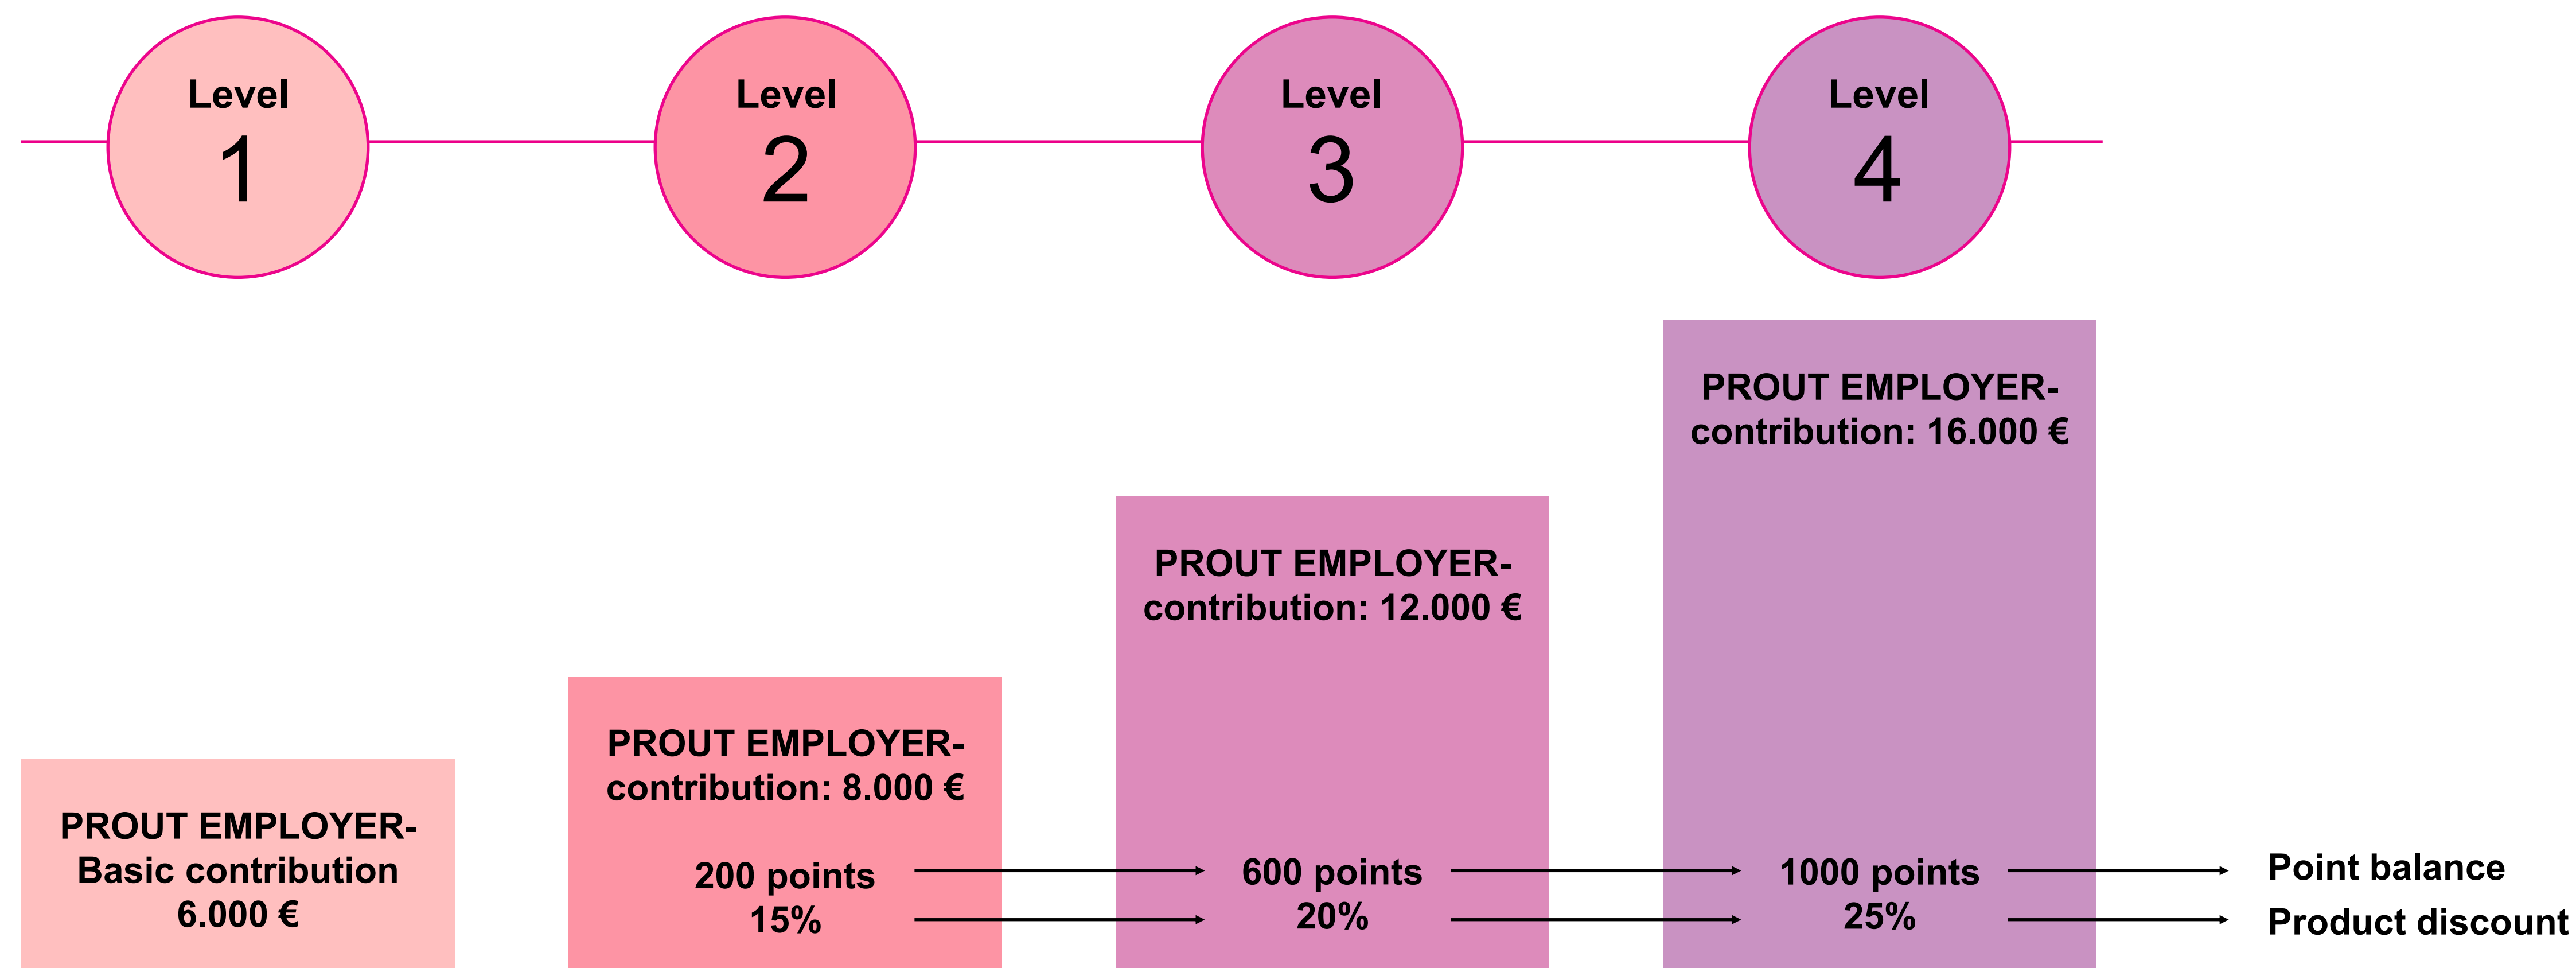 Level
1
Level
2
Level
3
Level
4
PROUT EMPLOYER-
Basic contribution
6.000 €
PROUT EMPLOYER-
contribution: 8.000 €
200 points
15%
PROUT EMPLOYER-
contribution: 12.000 €
600 points
20%
PROUT EMPLOYER-
contribution: 16.000 €
1000 points
25%
Point balance
Product discount